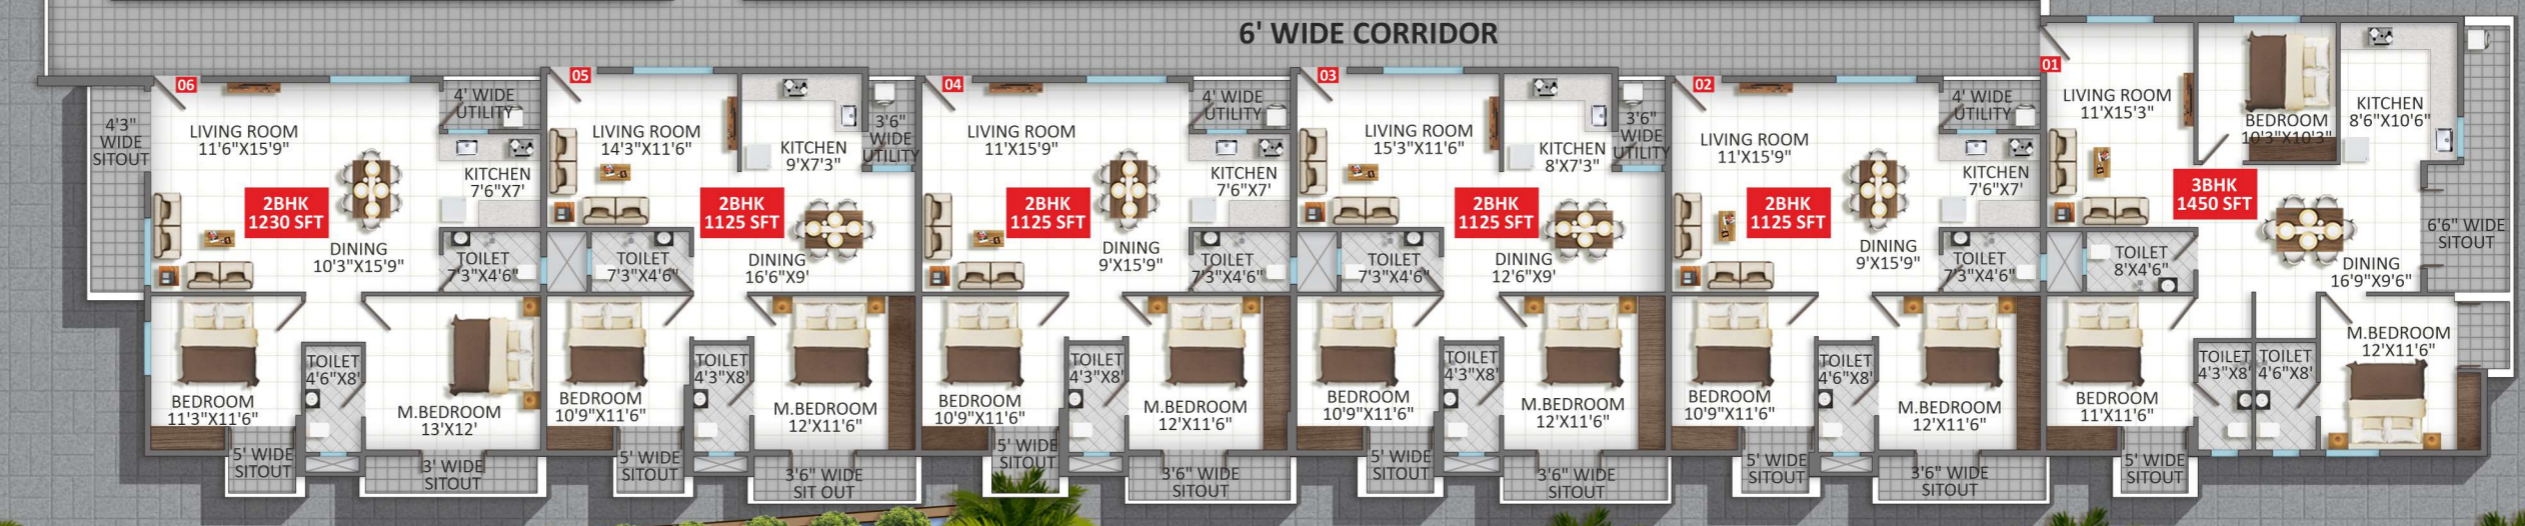 6' WIDE CORRIDOR
06
4'3"
WIDE
SITOUT
LIVING ROOM
11'6"X15'9"
4' WIDE
UTILITY
KITCHEN
7'6"X7'
2BHK
1230 SFT
DINING
10'3"X15'9"
TOILET
7'3"X4'6"
BEDROOM
11'3"X11'6"
TOILET
4'6"X8'
M.BEDROOM
13'X12'
5' WIDE
SITOUT
3' WIDE
SITOUT
05
LIVING ROOM
14'3"X11'6"
KITCHEN
9'X7'3"
3'6"
WIDE
UTILITY
2BHK
1125 SFT
DINING
16'6"X9'
TOILET
7'3"X4'6"
BEDROOM
10'9"X11'6"
TOILET
4'3"X8'
M.BEDROOM
12'X11'6"
5' WIDE
SITOUT
3'6" WIDE
SIT OUT
04
LIVING ROOM
11'X15'9"
4' WIDE
UTILITY
KITCHEN
7'6"X7'
2BHK
1125 SFT
DINING
9'X15'9"
TOILET
7'3"X4'6"
BEDROOM
10'9"X11'6"
TOILET
4'3"X8'
M.BEDROOM
12'X11'6"
5' WIDE
SITOUT
3'6" WIDE
SITOUT
03
LIVING ROOM
15'3"X11'6"
KITCHEN
8'X7'3"
3'6"
WIDE
UTILITY
2BHK
1125 SFT
DINING
12'6"X9'
TOILET
7'3"X4'6"
BEDROOM
10'9"X11'6"
TOILET
4'3"X8'
M.BEDROOM
12'X11'6"
5' WIDE
SITOUT
3'6" WIDE
SITOUT
02
LIVING ROOM
11'X15'9"
4' WIDE
UTILITY
KITCHEN
7'6"X7'
2BHK
1125 SFT
DINING
9'X15'9"
TOILET
7'3"X4'6"
BEDROOM
10'9"X11'6"
TOILET
4'6"X8'
M.BEDROOM
12'X11'6"
5' WIDE
SITOUT
3'6" WIDE
SITOUT
01
LIVING ROOM
11'X15'3"
BEDROOM
10'3"X10'3"
KITCHEN
8'6"X10'6"
3BHK
1450 SFT
6'6" WIDE
SITOUT
TOILET
8'X4'6"
DINING
16'9"X9'6"
BEDROOM
11'X11'6"
TOILET
4'3"X8'
TOILET
4'6"X8'
M.BEDROOM
12'X11'6"
5' WIDE
SITOUT